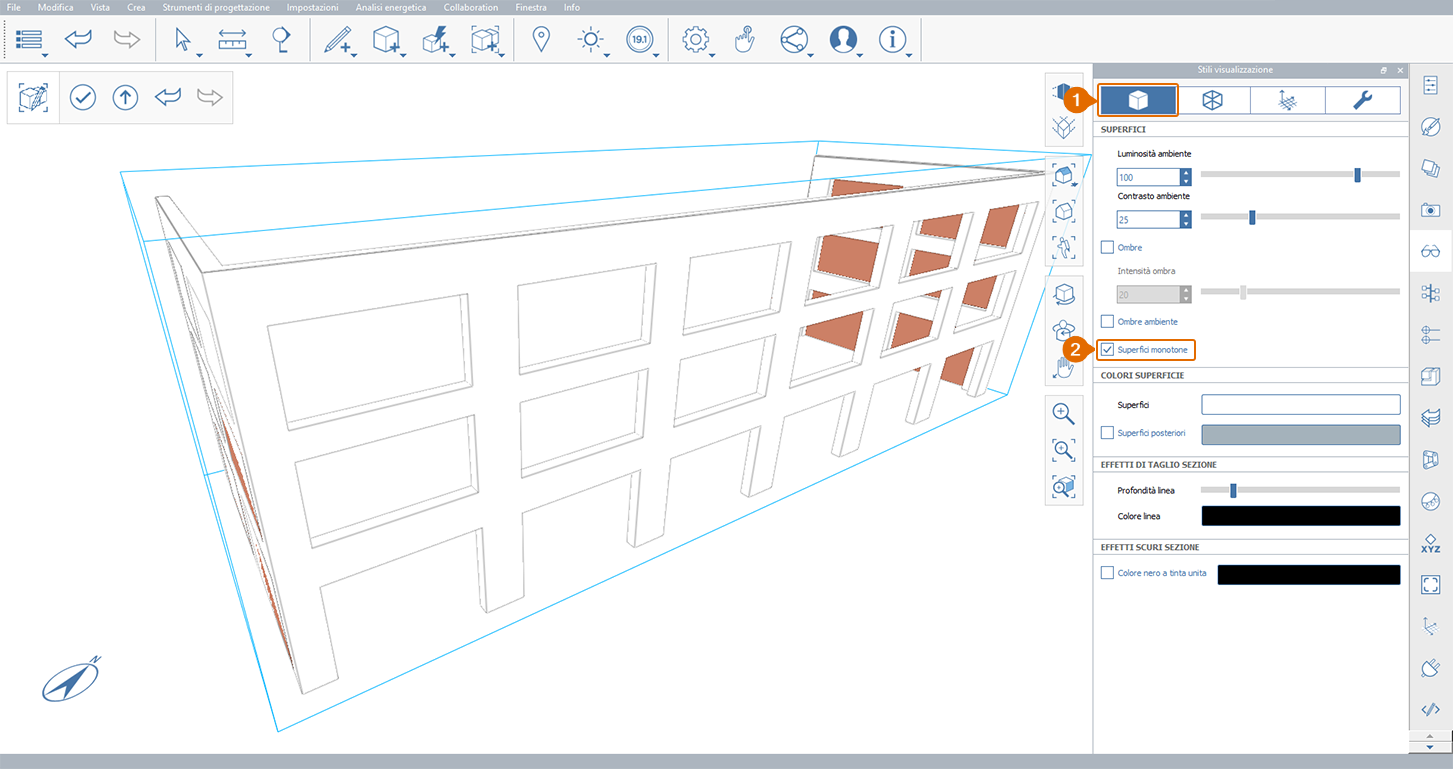 File Modifica Vista Crea Strumenti di progettazione Impostazioni Analisi energetica Collaboration Finestra Info
19.1
Stili visualizzazione
1
SUPERFICI
Luminosità ambiente
100
Contrasto ambiente
25
Ombre
Intensità ombra
20
Ombre ambiente
2
Superfici monotone
COLORI SUPERFICIE
Superfici
Superfici posteriori
EFFETTI DI TAGLIO SEZIONE
Profondità linea
Colore linea
XYZ
EFFETTI SCURI SEZIONE
Colore nero a tinta unita
N